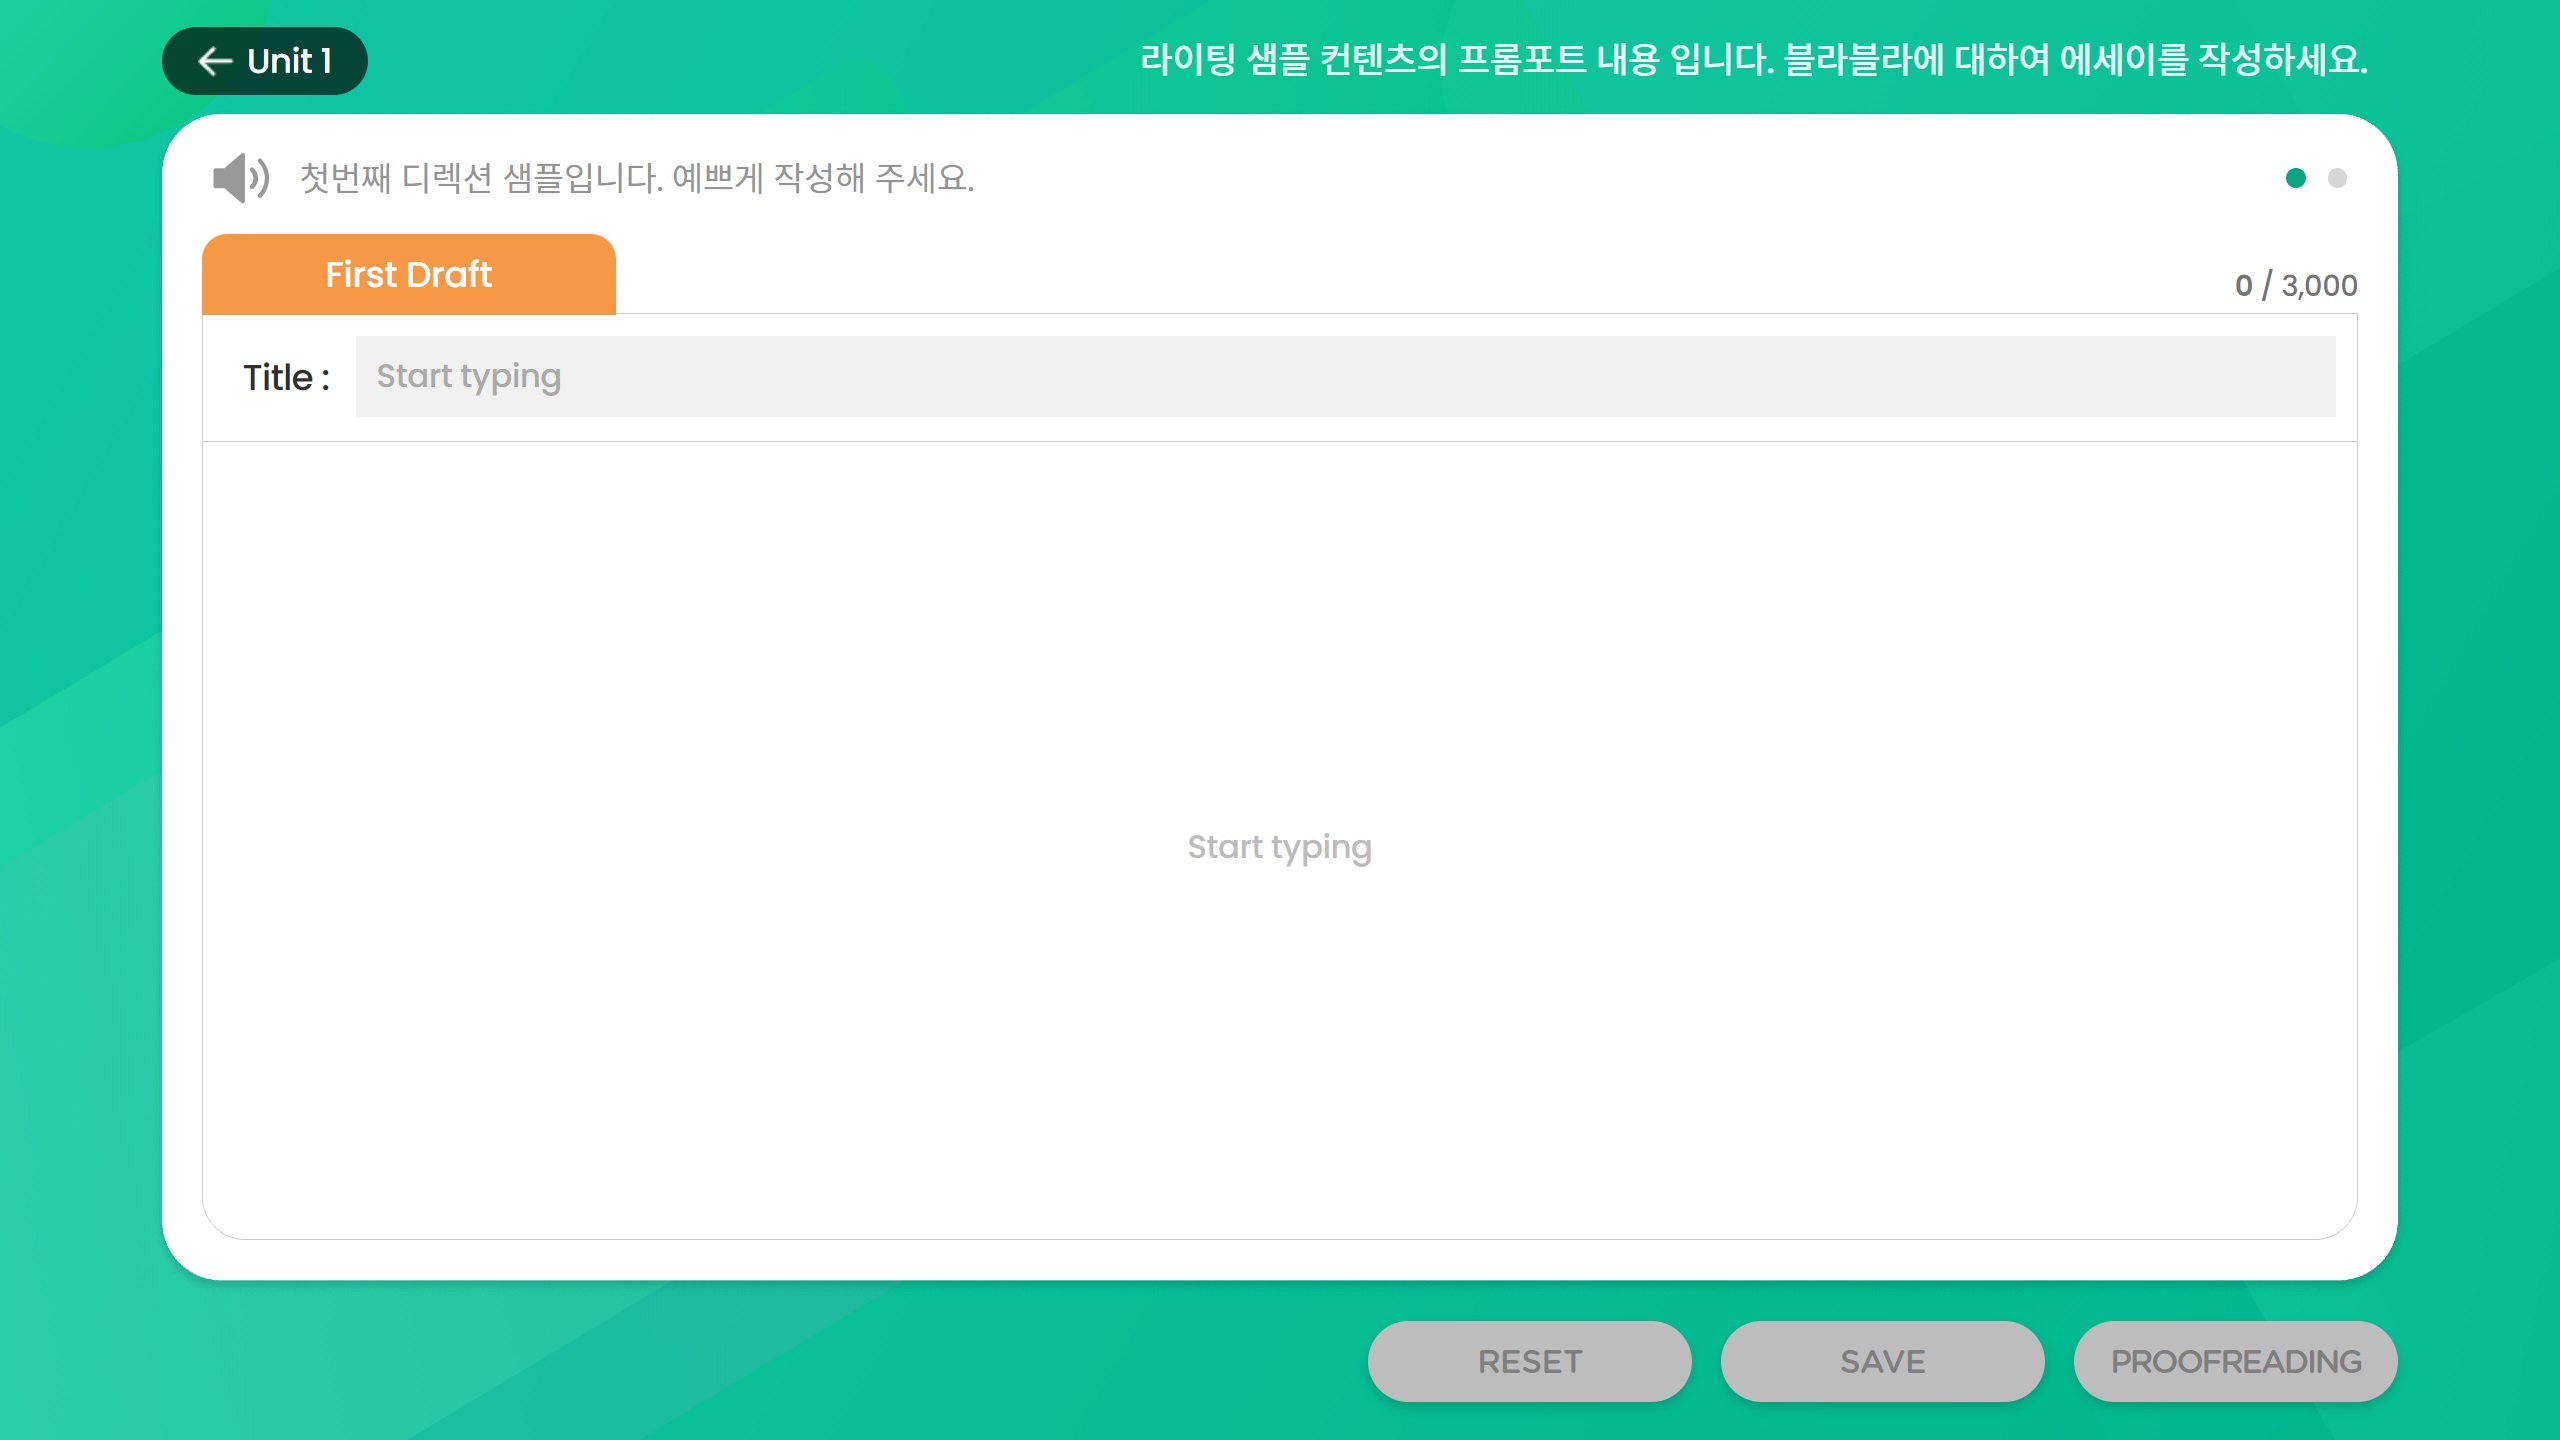 Unit 1
라이팅 샘플 컨텐츠의 프롬포트 내용 입니다. 블라블라에 대하여 에세이를 작성하세요.
첫번째 디렉션 샘플입니다. 예쁘게 작성해 주세요.
First Draft
0 / 3,000
Title :
Start typing
Start typing
RESET
SAVE
PROOFREADING